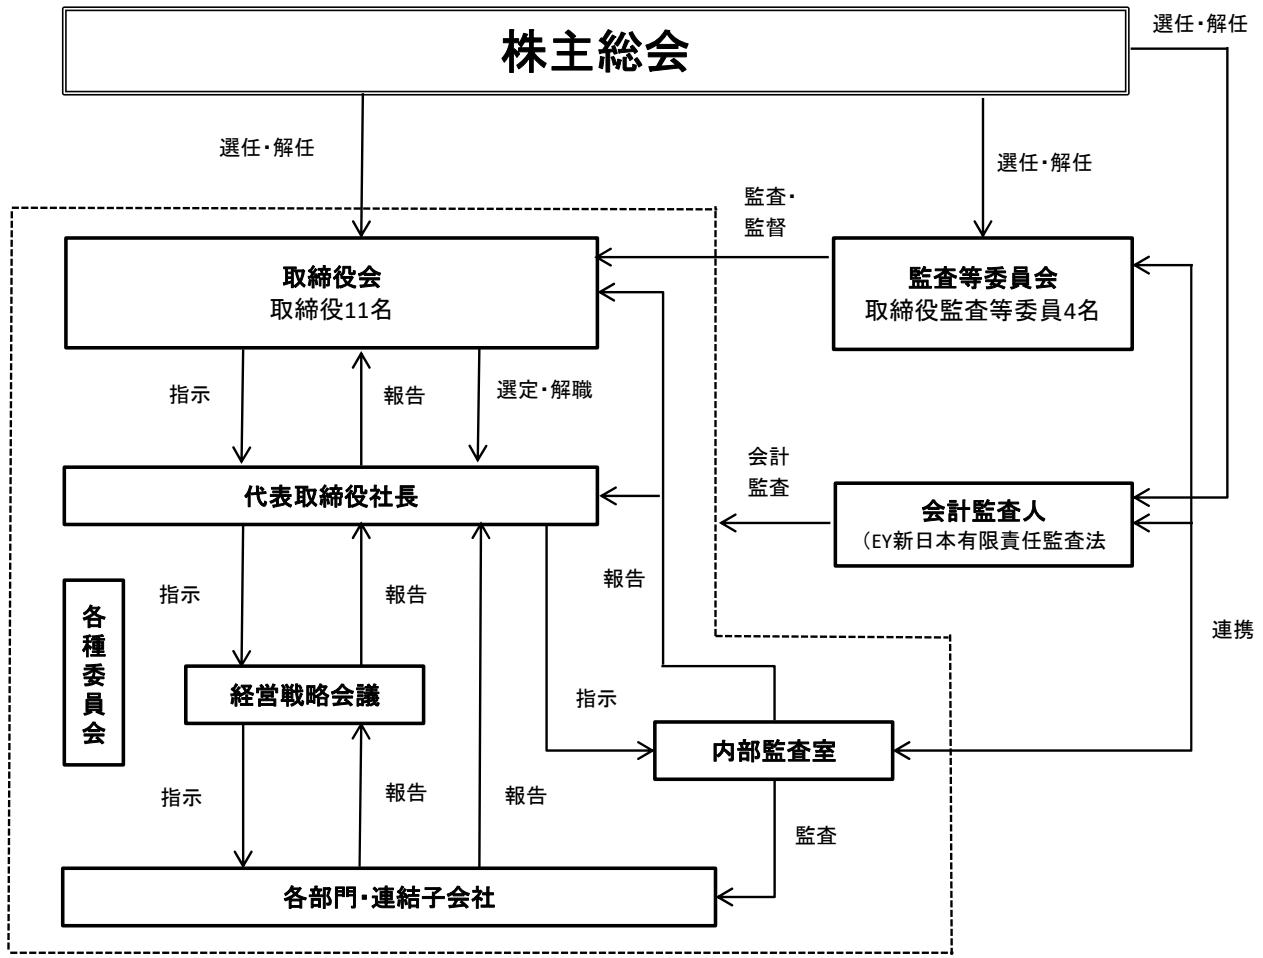 選任・解任
株主総会
選任・解任
選任・解任
監査・
監督
取締役会
取締役11名
監査等委員会
取締役監査等委員4名
指示
報告
選定・解職
会計
監査
代表取締役社長
会計監査人
（EY新日本有限責任監査法
指示
報告
報告
各種委員会
連携
経営戦略会議
指示
内部監査室
指示
報告
報告
監査
各部門・連結子会社